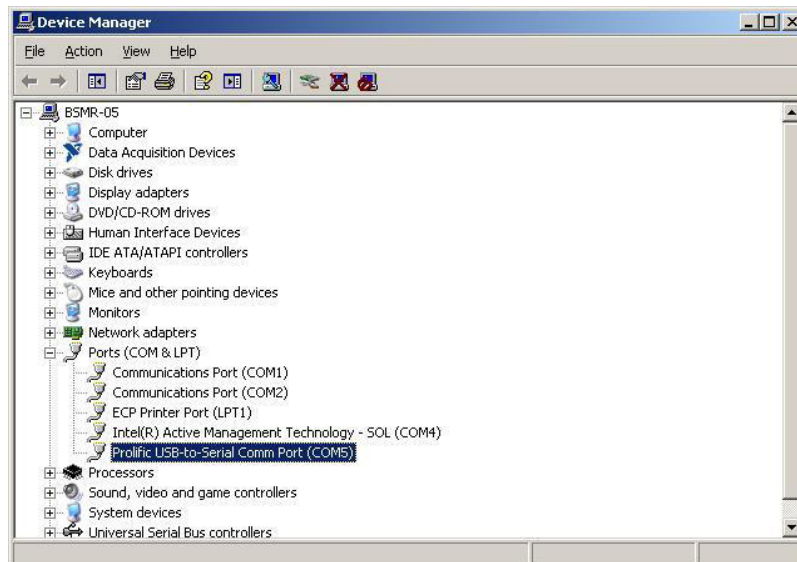 Device Manager
File Action View Help
BSMR-05
Computer
Data Acquisition Devices
Disk drives
Display adapters
DVD/CD-ROM drives
Human Interface Devices
IDE ATA/ATAPI controllers
Keyboards
Mice and other pointing devices
Monitors
Network adapters
Ports (COM & LPT)
Communications Port (COM1)
Communications Port (COM2)
ECP Printer Port (LPT1)
Intel(R) Active Management Technology - SOL (COM4)
Prolific USB-to-Serial Comm Port (COM5)
Processors
Sound, video and game controllers
System devices
Universal Serial Bus controllers